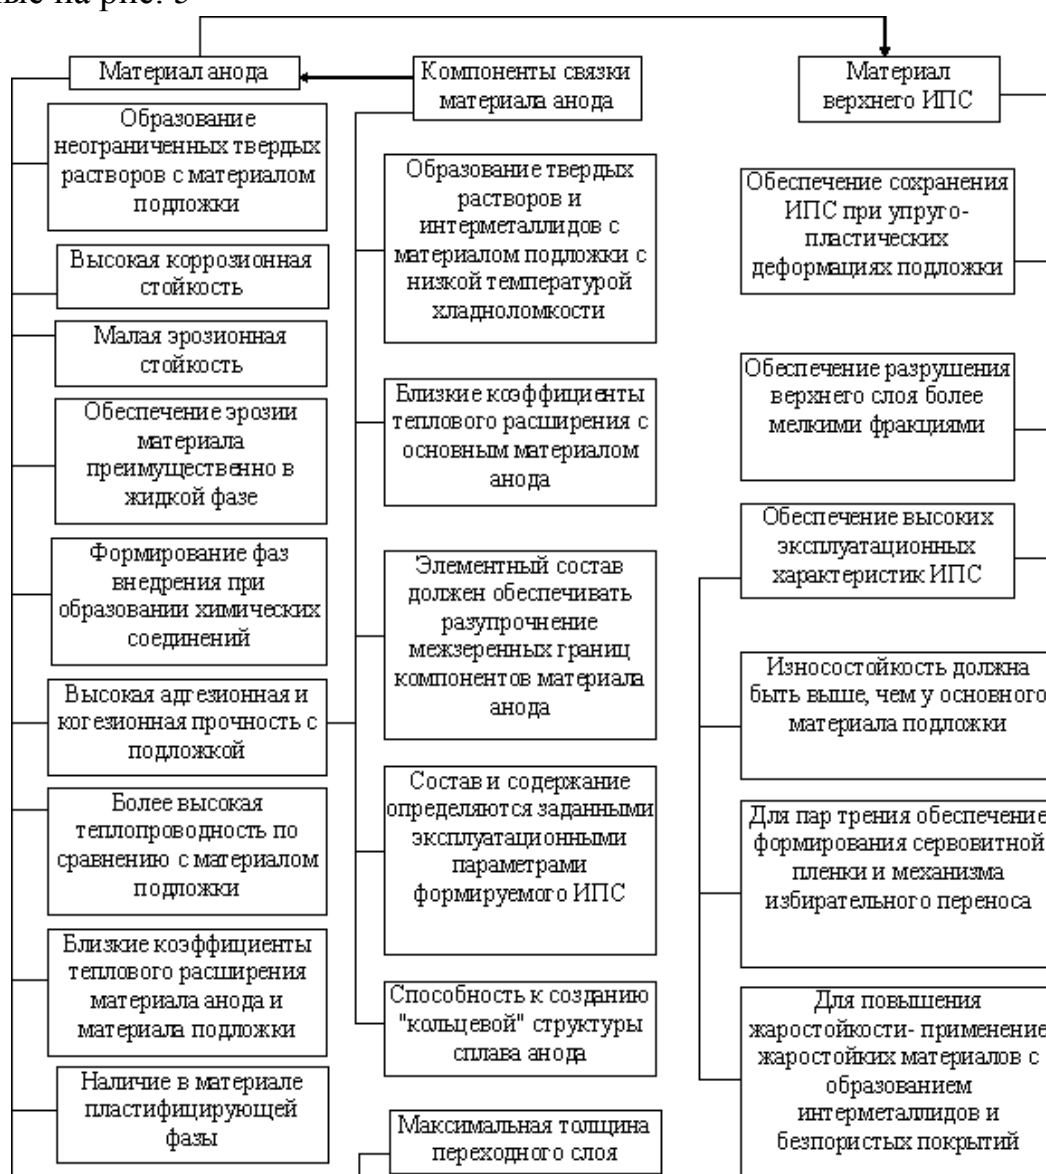 ные на рис. 3
Материал анода
Образование
неограниченных твердых
растворов с материалом
подложки
Высокая коррозионная
стойкость
Малая эрозионная
стойкость
Обеспечение эрозии
материала
преимущественно в
жидкой фазе
Формирование фаз
внедрения при
образовании химических
соединений
Высокая адгезионная и
когезионная прочность с
подложкой
Более высокая
теплопроводность по
сравнению с материалом
подложки
Близкие коэффициенты
теплового расширения
материала анода и
материала подложки
Наличие в материале
пластифицирующей
фазы
Компоненты связки
материала анода
Образование твердых
растворов и
интерметаллидов с
материалом подложки с
низкой температурой
хладноломкости
Близкие коэффициенты
теплового расширения с
основным материалом
анода
Элементный состав
должен обеспечивать
разупрочнение
межзеренных границ
компонентов материала
анода
Состав и содержание
определяются заданными
эксплуатационными
параметрами
формируемого ИПС
Способность к созданию
"кольцевой" структуры
сплава анода
Максимальная толщина
переходного слоя
Материал
верхнего ИПС
Обеспечение сохранения
ИПС при упруго-
пластических
деформациях подложки
Обеспечение разрушения
верхнего слоя более
мелкими фракциями
Обеспечение высоких
эксплуатационных
характеристик ИПС
Износостойкость должна
быть выше, чем у основного
материала подложки
Для пар трения обеспечение
формирования сервовитной
пленки и механизма
избирательного переноса
Для повышения
жаростойкости- применение
жаростойких материалов с
образованием
интерметаллидов и
безпористых покрытий